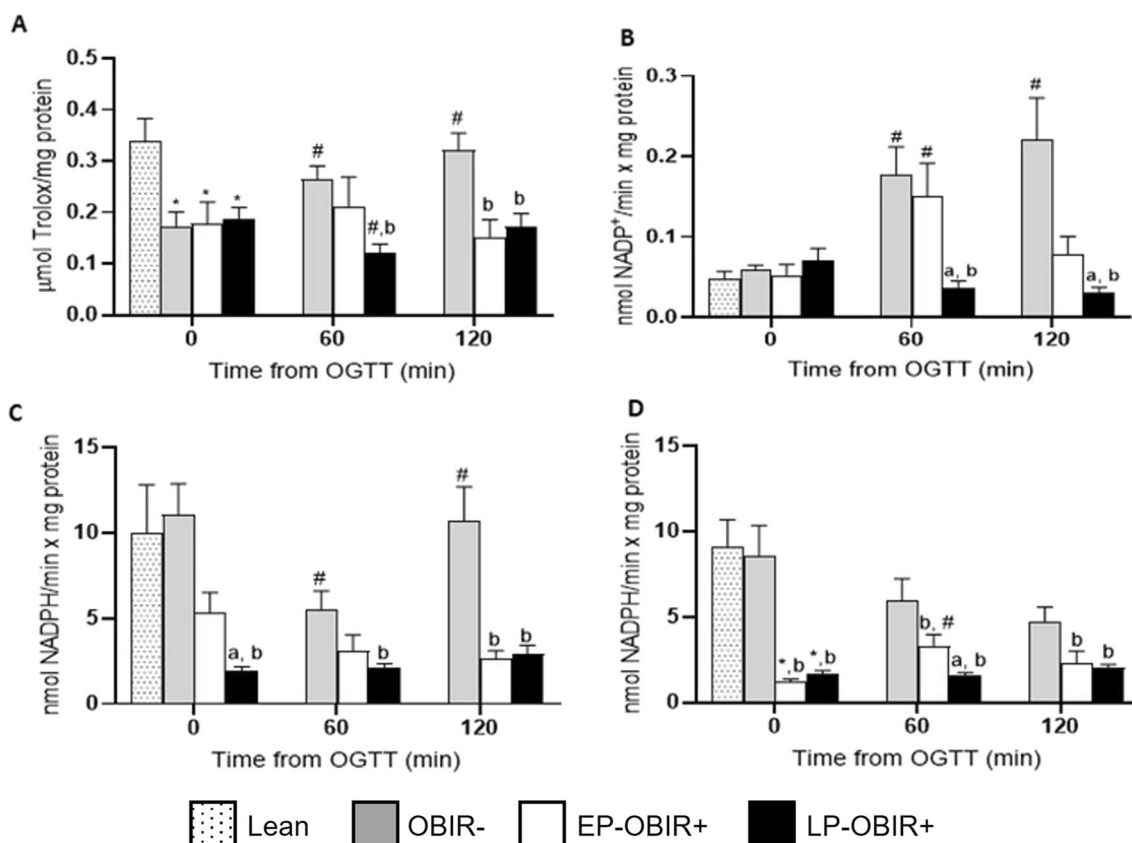 A
μmol Trolox/mg protein
0.5
0.4
0.3
0.2
0.1
0.0
*
*
*
#
#,b
#
b
b
0
60
120
Time from OGTT (min)
B
nmol NADP⁺/min x mg protein
0.3
0.2
0.1
0.0
#
#
a, b
#
a, b
0
60
120
Time from OGTT (min)
C
nmol NADPH/min x mg protein
15
10
5
0
a, b
#
b
#
b
b
0
60
120
Time from OGTT (min)
D
nmol NADPH/min x mg protein
15
10
5
0
*,b
*,b
b, #
a, b
b
b
0
60
120
Time from OGTT (min)
Lean
OBIR-
EP-OBIR+
LP-OBIR+